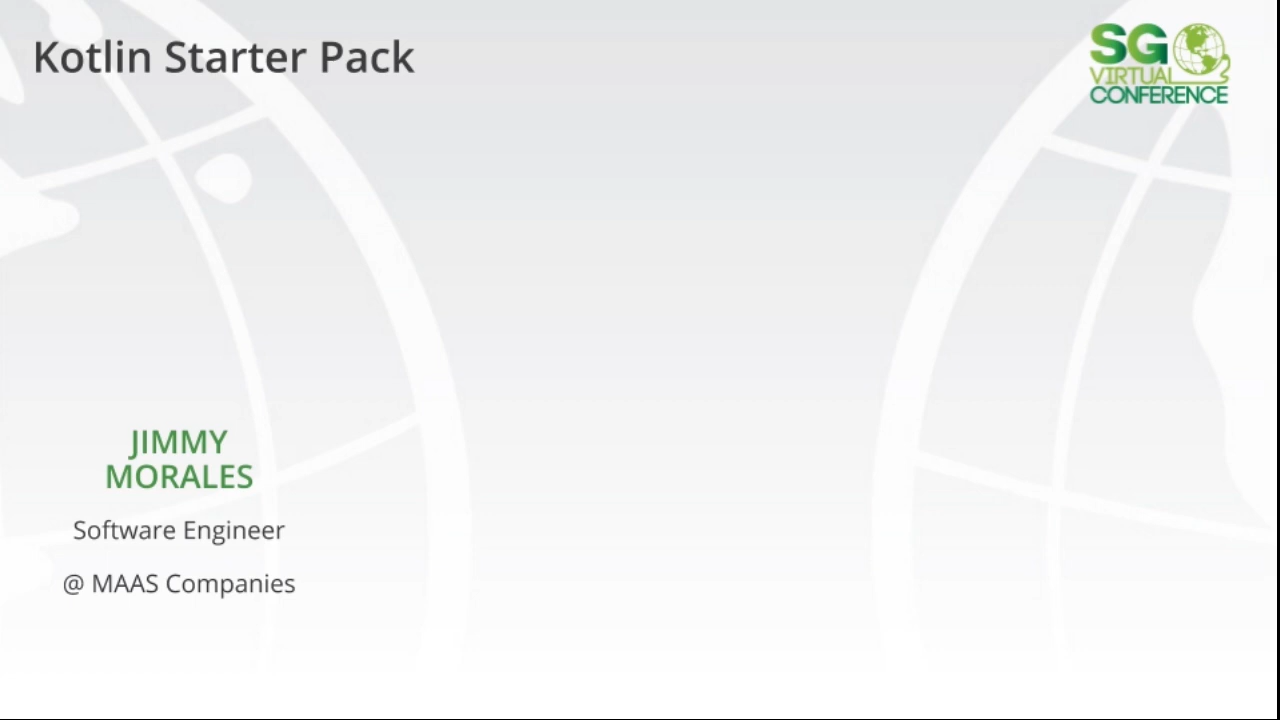 Kotlin Starter Pack
SG
VIRTUAL
CONFERENCE
JIMMY
MORALES
Software Engineer
@ MAAS Companies